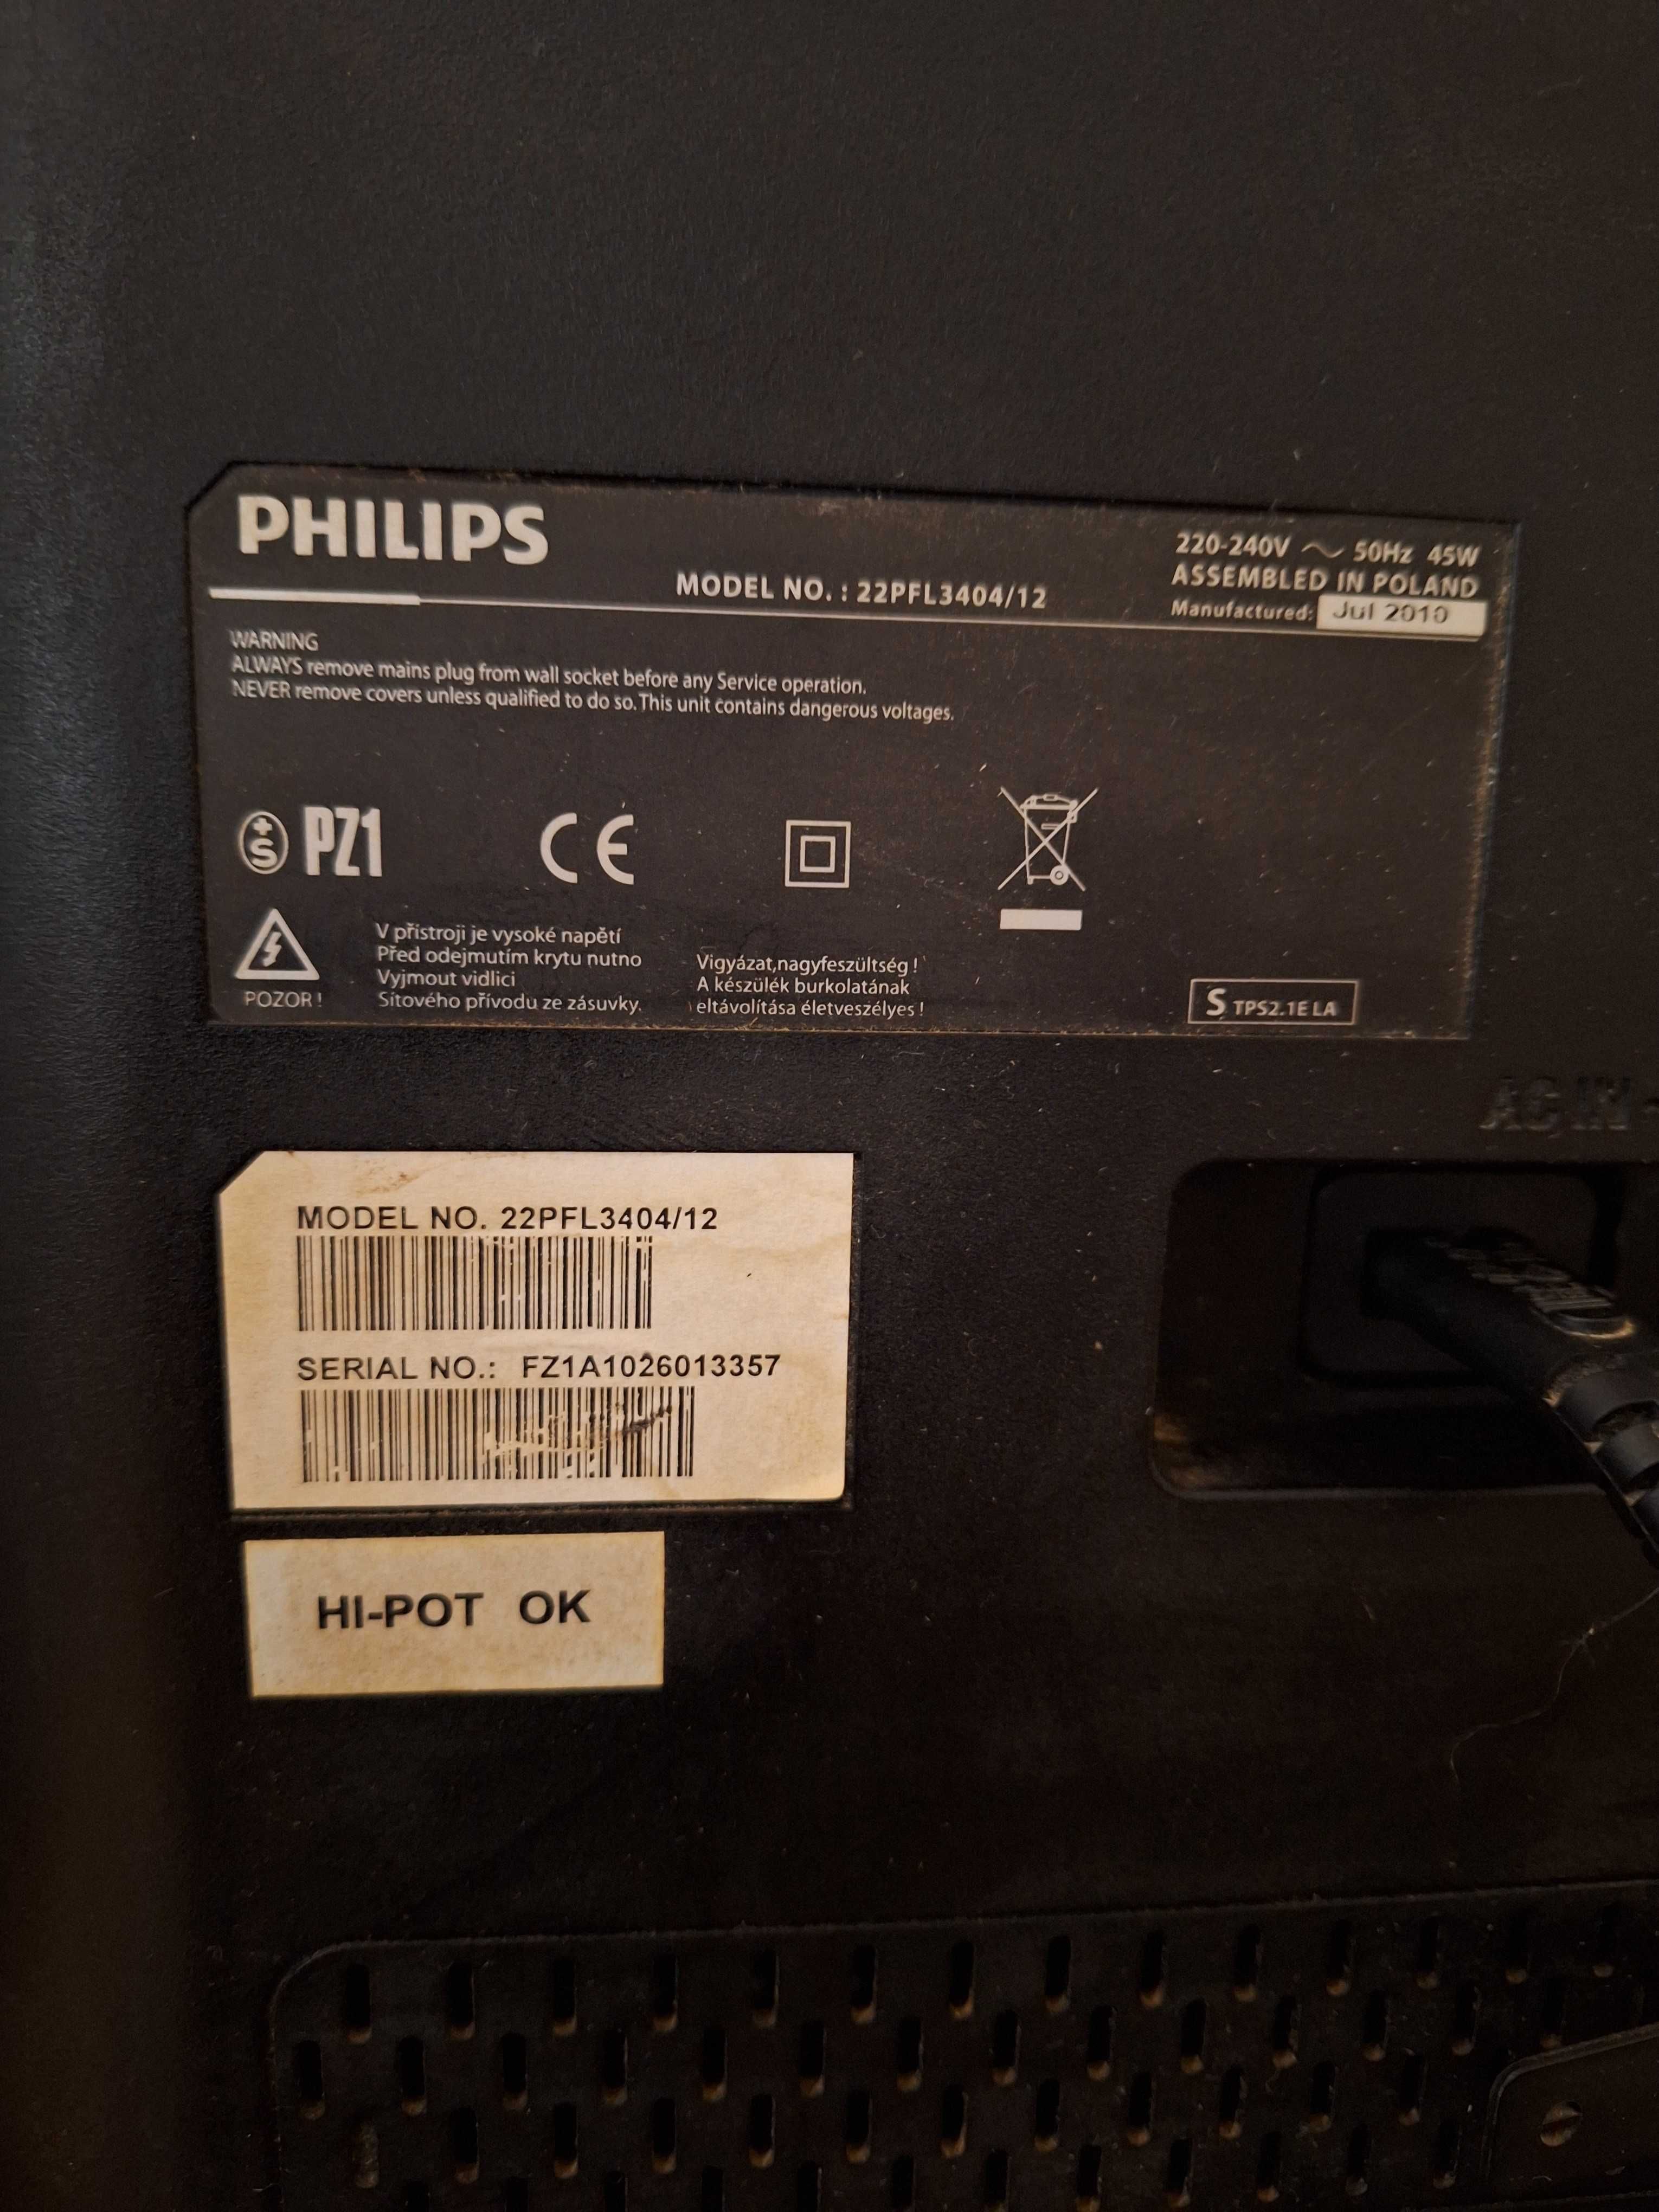 PHILIPS
MODEL NO. : 22PFL3404/12
220-240V ~ 50Hz 45W
ASSEMBLED IN POLAND
Manufactured: Jul 2010
WARNING
ALWAYS remove mains plug from wall socket before any Service operation.
NEVER remove covers unless qualified to do so. This unit contains dangerous voltages.
+S PZ1
CE
POZOR !
V přístroji je vysoké napětí
Před odejmutím krytu nutno
Vyjmout vidlici
Sítového přívodu ze zásuvky.
Vigyázat,nagyfeszültség !
A készülék burkolatának
eltávolítása életveszélyes !
S TPS2.1E LA
AC IN
MODEL NO. 22PFL3404/12
SERIAL NO.: FZ1A1026013357
HI-POT OK